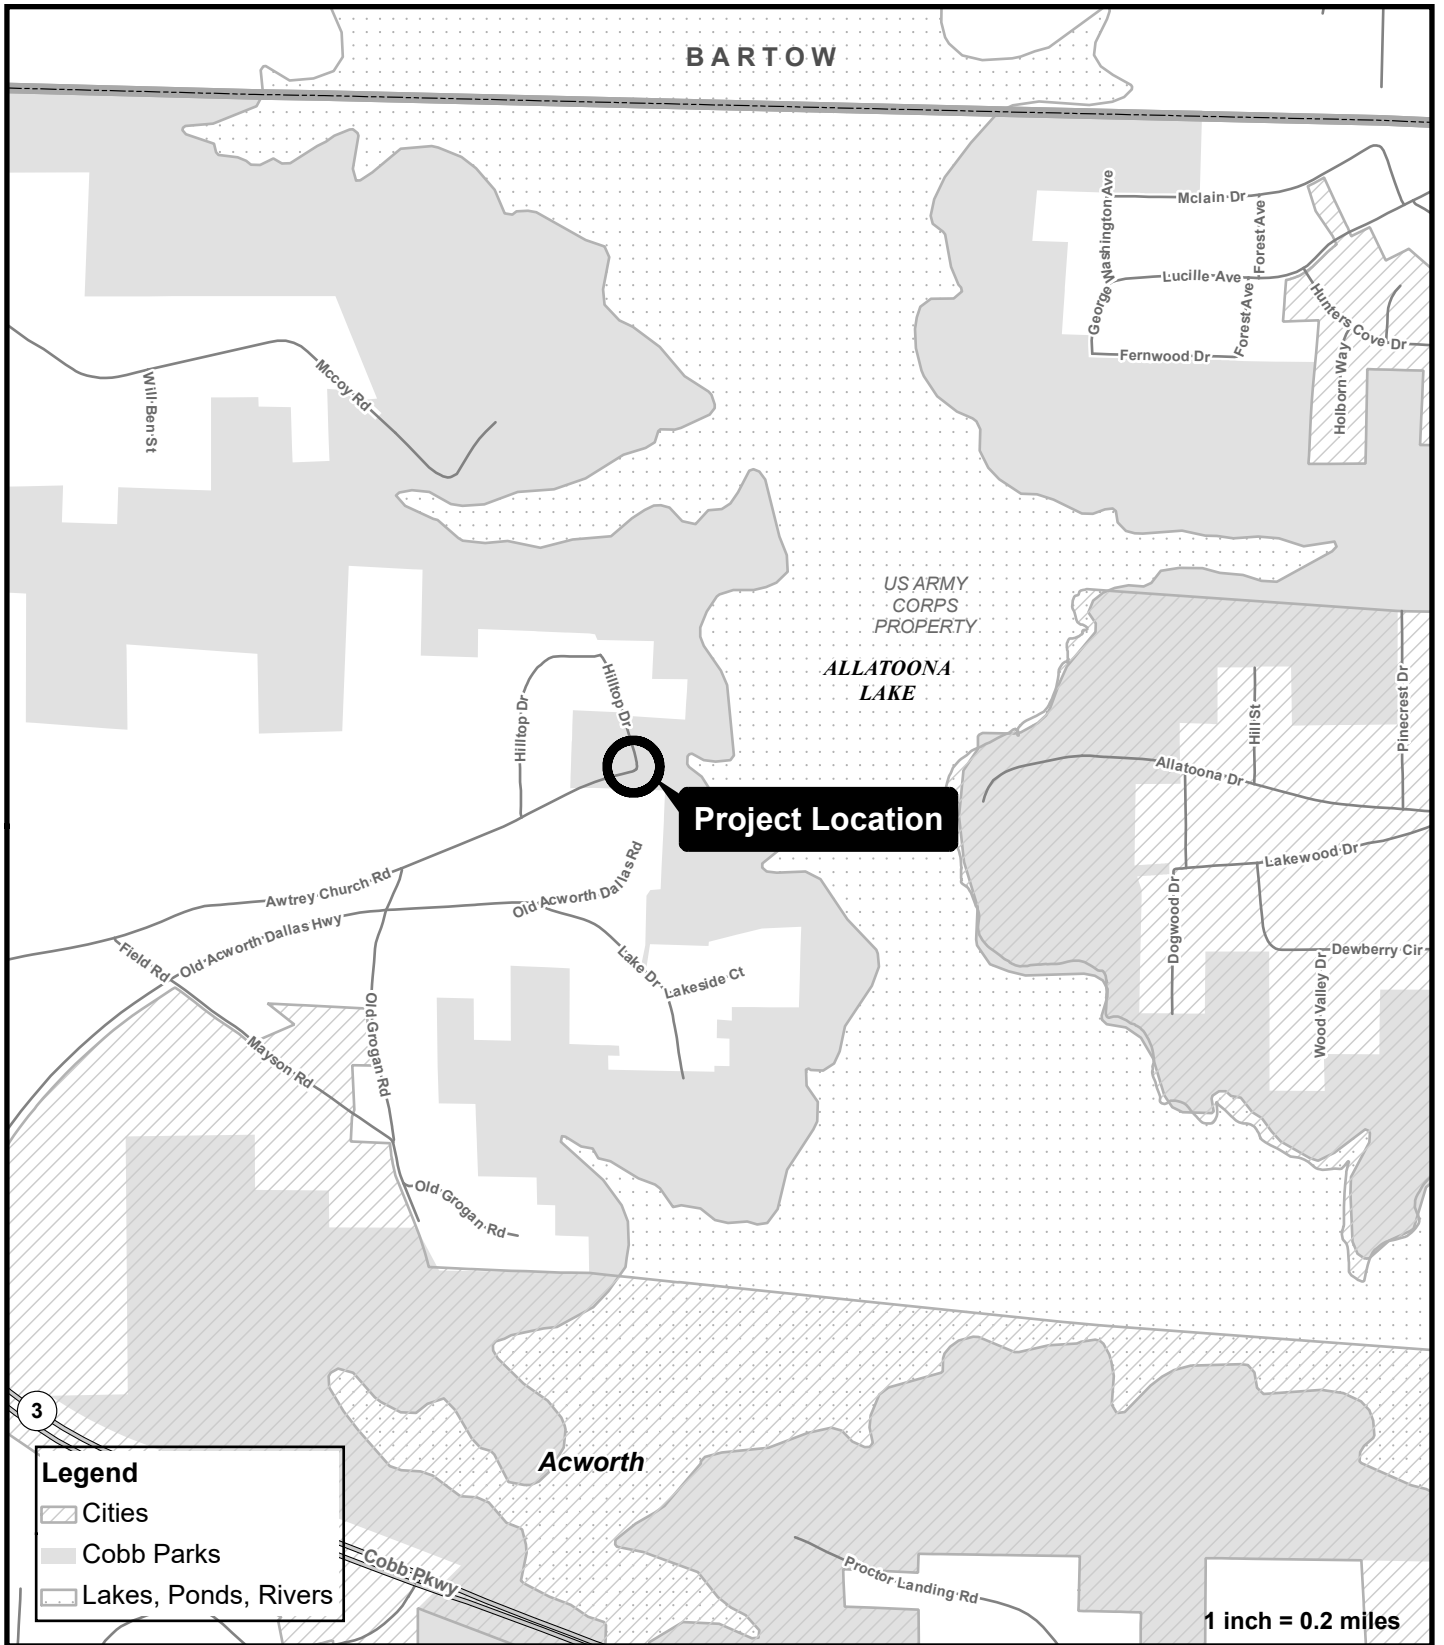 BARTOW
Mclain Dr
George Washington Ave
Forest Ave
Lucille Ave
Forest Ave
Hunters Cove Dr
Fernwood Dr
Holborn Way
Mccoy Rd
Will Ben St
US ARMY
CORPS
PROPERTY
ALLATOONA
LAKE
Hilltop Dr
Hilltop Dr
Hill St
Pinecrest Dr
Allatoona Dr
Project Location
Lakewood Dr
Awtrey Church Rd
Old Acworth Dallas Rd
Old Acworth Dallas Hwy
Dogwood Dr
Dewberry Cir
Field Rd
Lake Dr
Lakeside Ct
Wood Valley Dr
Old Grogan Rd
Mayson Rd
Old Grogan Rd
3
Acworth
Legend
Cities
Cobb Parks
Lakes, Ponds, Rivers
Cobb Pkwy
Proctor Landing Rd
1 inch = 0.2 miles